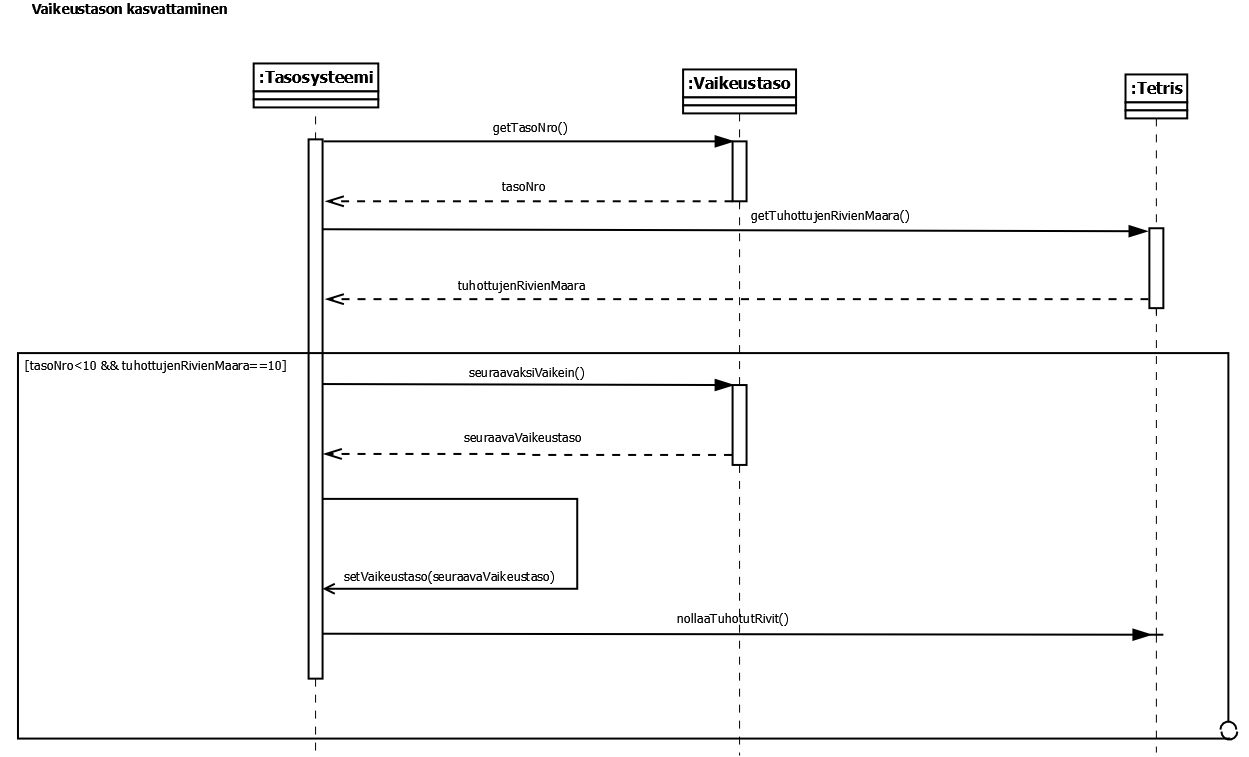 Vaikeustason kasvattaminen
:Tasosysteemi
:Vaikeustaso
:Tetris
getTasoNro()
tasoNro
getTuhottujenRivienMaara()
tuhottujenRivienMaara
[tasoNro<10 && tuhottujenRivienMaara==10]
seuraavaksiVaikein()
seuraavaVaikeustaso
setVaikeustaso(seuraavaVaikeustaso)
nollaaTuhotutRivit()